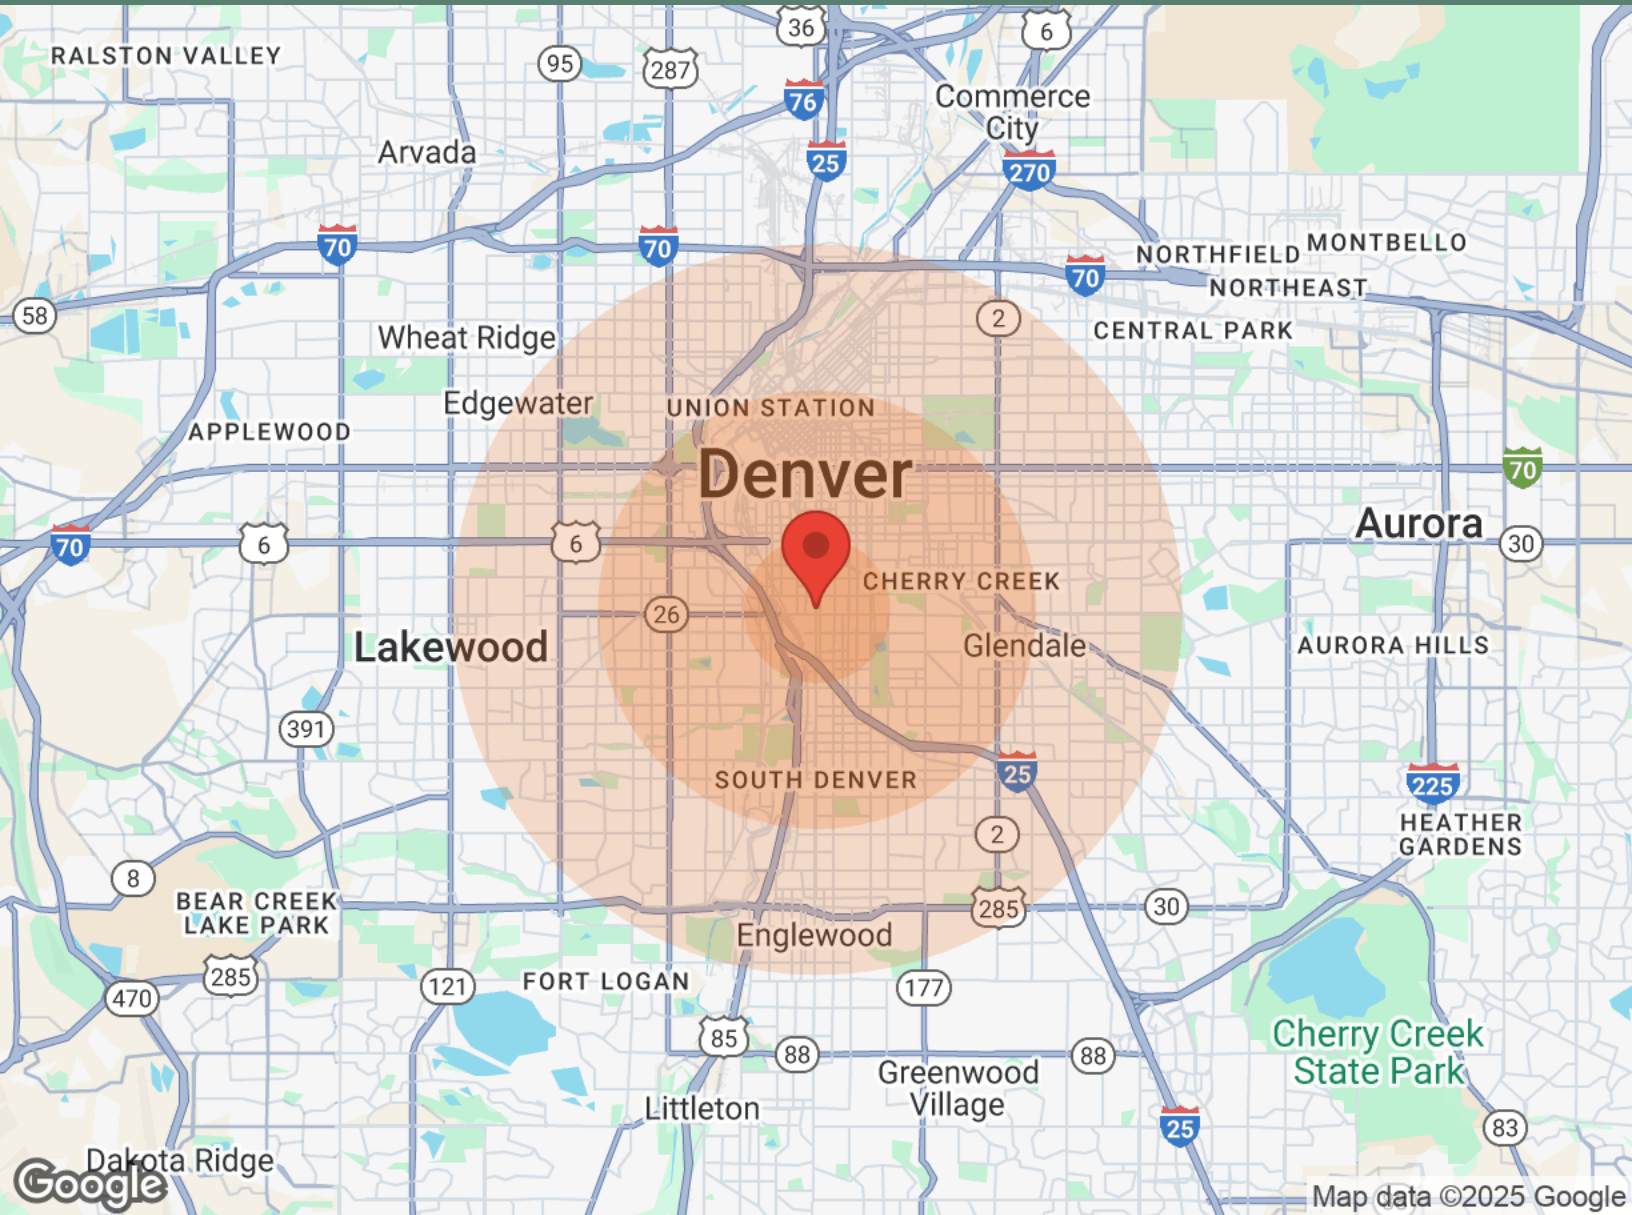 36
6
RALSTON VALLEY
95
287
76
Commerce
City
Arvada
25
270
70
70
NORTHFIELD
MONTBELLO
70
NORTHEAST
58
2
CENTRAL PARK
Wheat Ridge
Edgewater
UNION STATION
APPLEWOOD
Denver
70
Aurora
70
6
6
30
CHERRY CREEK
26
Lakewood
Glendale
AURORA HILLS
391
SOUTH DENVER
25
225
HEATHER
GARDENS
2
8
BEAR CREEK
LAKE PARK
285
30
Englewood
285
FORT LOGAN
121
177
470
85
88
88
Cherry Creek
State Park
Greenwood
Village
Littleton
25
83
Dakota Ridge
Google
Map data ©2025 Google